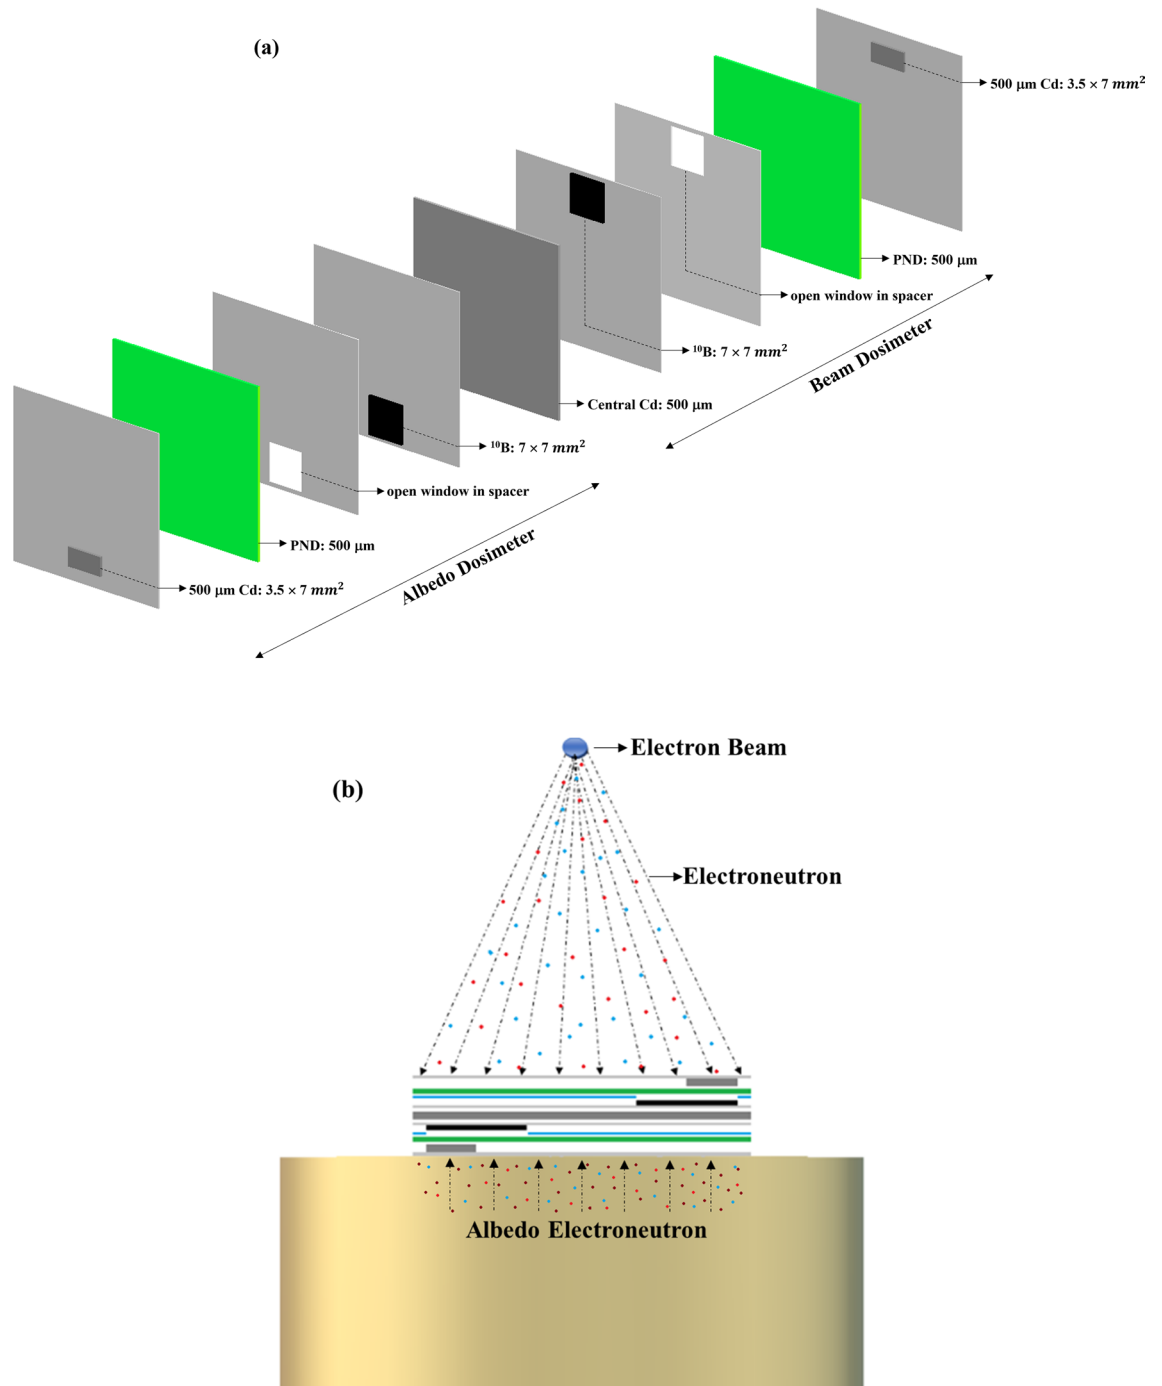 (a)
500 μm Cd: 3.5 × 7 mm²
PND: 500 μm
open window in spacer
¹⁰B: 7 × 7 mm²
Beam Dosimeter
Central Cd: 500 μm
¹⁰B: 7 × 7 mm²
open window in spacer
PND: 500 μm
Albedo Dosimeter
500 μm Cd: 3.5 × 7 mm²
Electron Beam
(b)
Electroneutron
Albedo Electroneutron